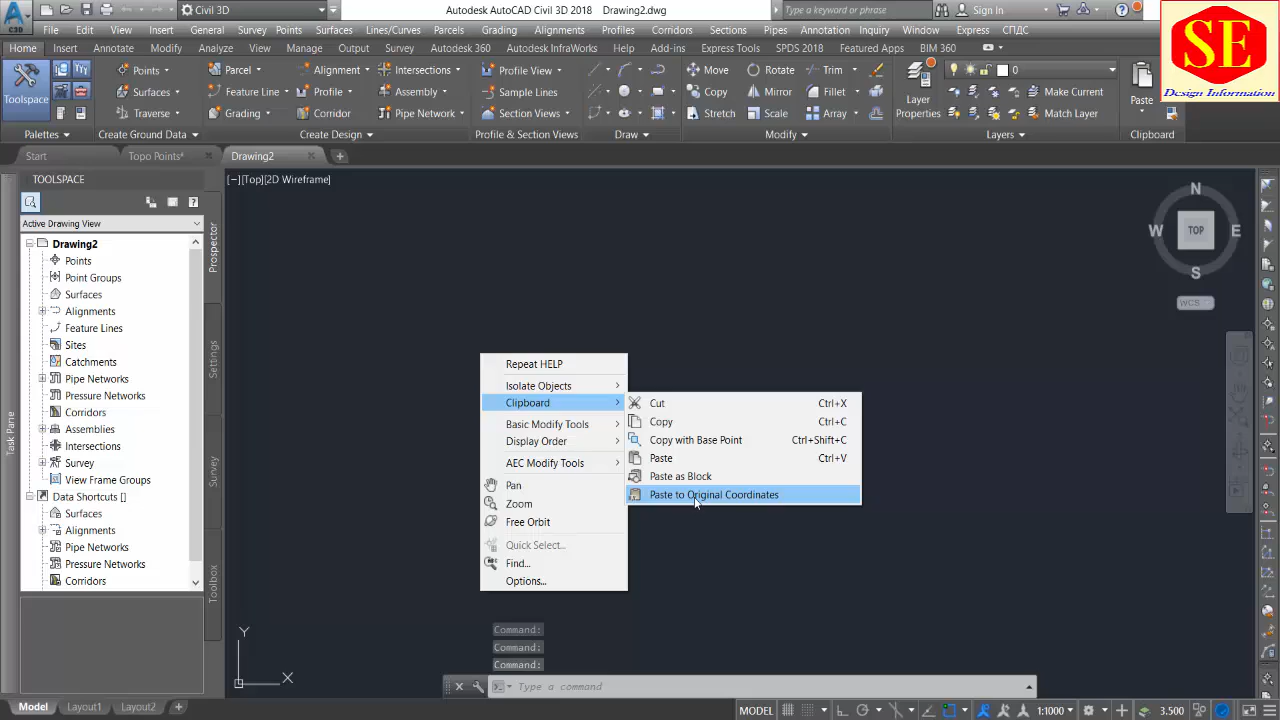 Civil 3D
Autodesk AutoCAD Civil 3D 2018 Drawing2.dwg
Type a keyword or phrase
Sign In
File Edit View Insert General Survey Points Surfaces Lines/Curves Parcels Grading Alignments Profiles Corridors Sections Pipes Annotation Inquiry Window Express СПДС
Home Insert Annotate Modify Analyze View Manage Output Survey Autodesk 360 Autodesk InfraWorks Help Add-ins Express Tools SPDS 2018 Featured Apps BIM 360
SE
Design Information
Toolspace
Points
Surfaces
Traverse
Parcel
Feature Line
Grading
Alignment
Profile
Corridor
Intersections
Assembly
Pipe Network
Profile View
Sample Lines
Section Views
Move
Copy
Stretch
Rotate
Mirror
Scale
Trim
Fillet
Array
Layer
Properties
0
Make Current
Match Layer
Paste
Palettes Create Ground Data Create Design Profile & Section Views Draw Modify Layers Clipboard
Start Topo Points* Drawing2
TOOLSPACE
[−][Top][2D Wireframe]
Active Drawing View
Drawing2
Points
Point Groups
Surfaces
Alignments
Feature Lines
Sites
Catchments
Pipe Networks
Pressure Networks
Corridors
Assemblies
Intersections
Survey
View Frame Groups
Data Shortcuts []
Surfaces
Alignments
Pipe Networks
Pressure Networks
Corridors
Prospector
Settings
Survey
Toolbox
Task Pane
N
W TOP E
S
WCS
Repeat HELP
Isolate Objects
Clipboard
Basic Modify Tools
Display Order
AEC Modify Tools
Pan
Zoom
Free Orbit
Quick Select...
Find...
Options...
Cut Ctrl+X
Copy Ctrl+C
Copy with Base Point Ctrl+Shift+C
Paste Ctrl+V
Paste as Block
Paste to Original Coordinates
Y
X
Command:
Command:
Command:
Type a command
Model Layout1 Layout2
MODEL 1:1000 3.500